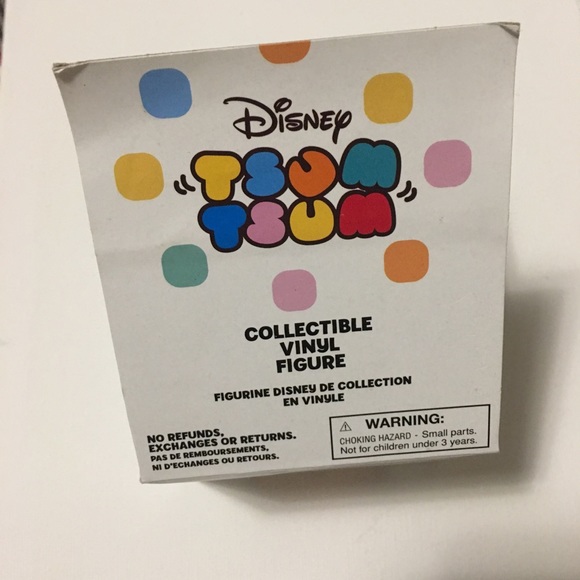 Disney
TSUM
TSUM
COLLECTIBLE
VINYL
FIGURE
FIGURINE DISNEY DE COLLECTION
EN VINYLE
NO REFUNDS,
EXCHANGES OR RETURNS.
PAS DE REMBOURSEMENTS,
NI D'ECHANGES OU RETOURS.
WARNING:
CHOKING HAZARD - Small parts.
Not for children under 3 years.